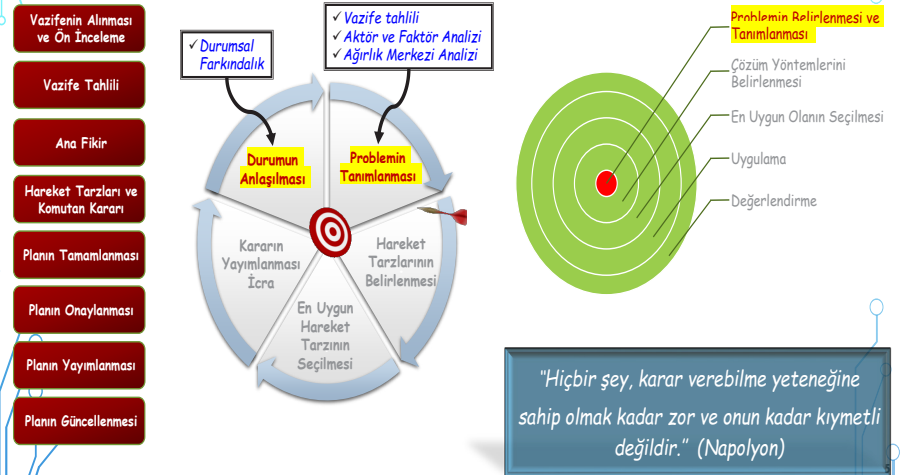 Vazifenin Alınması
ve Ön İnceleme
Vazife Tahlili
Ana Fikir
Hareket Tarzları ve
Komutan Kararı
Planın Tamamlanması
Planın Onaylanması
Planın Yayımlanması
Planın Güncellenmesi
✓ Durumsal
Farkındalık
✓ Vazife tahlili
✓ Aktör ve Faktör Analizi
✓ Ağırlık Merkezi Analizi
Durumun
Anlaşılması
Problemin
Tanımlanması
Kararın
Yayımlanması
İcra
Hareket
Tarzlarının
Belirlenmesi
En Uygun
Hareket
Tarzının
Seçilmesi
Problemin Belirlenmesi ve
Tanımlanması
Çözüm Yöntemlerini
Belirlenmesi
En Uygun Olanın Seçilmesi
Uygulama
Değerlendirme
"Hiçbir şey, karar verebilme yeteneğine
sahip olmak kadar zor ve onun kadar kıymetli
değildir." (Napolyon)
5